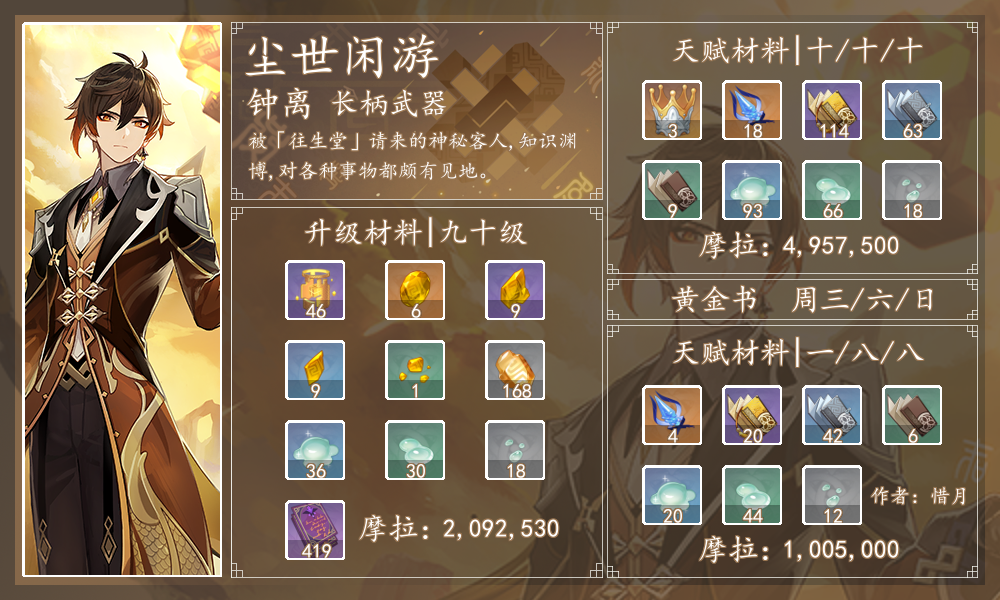 尘世闲游
钟离 长柄武器
被「往生堂」请来的神秘客人,知识渊
博,对各种事物都颇有见地。
升级材料|九十级
46 6 9
9 1 168
36 30 18
419
摩拉: 2,092,530
天赋材料|十/十/十
3 18 114 63
9 93 66 18
摩拉: 4,957,500
黄金书 周三/六/日
天赋材料|一/八/八
4 20 42 6
20 44 12
作者: 惜月
摩拉: 1,005,000